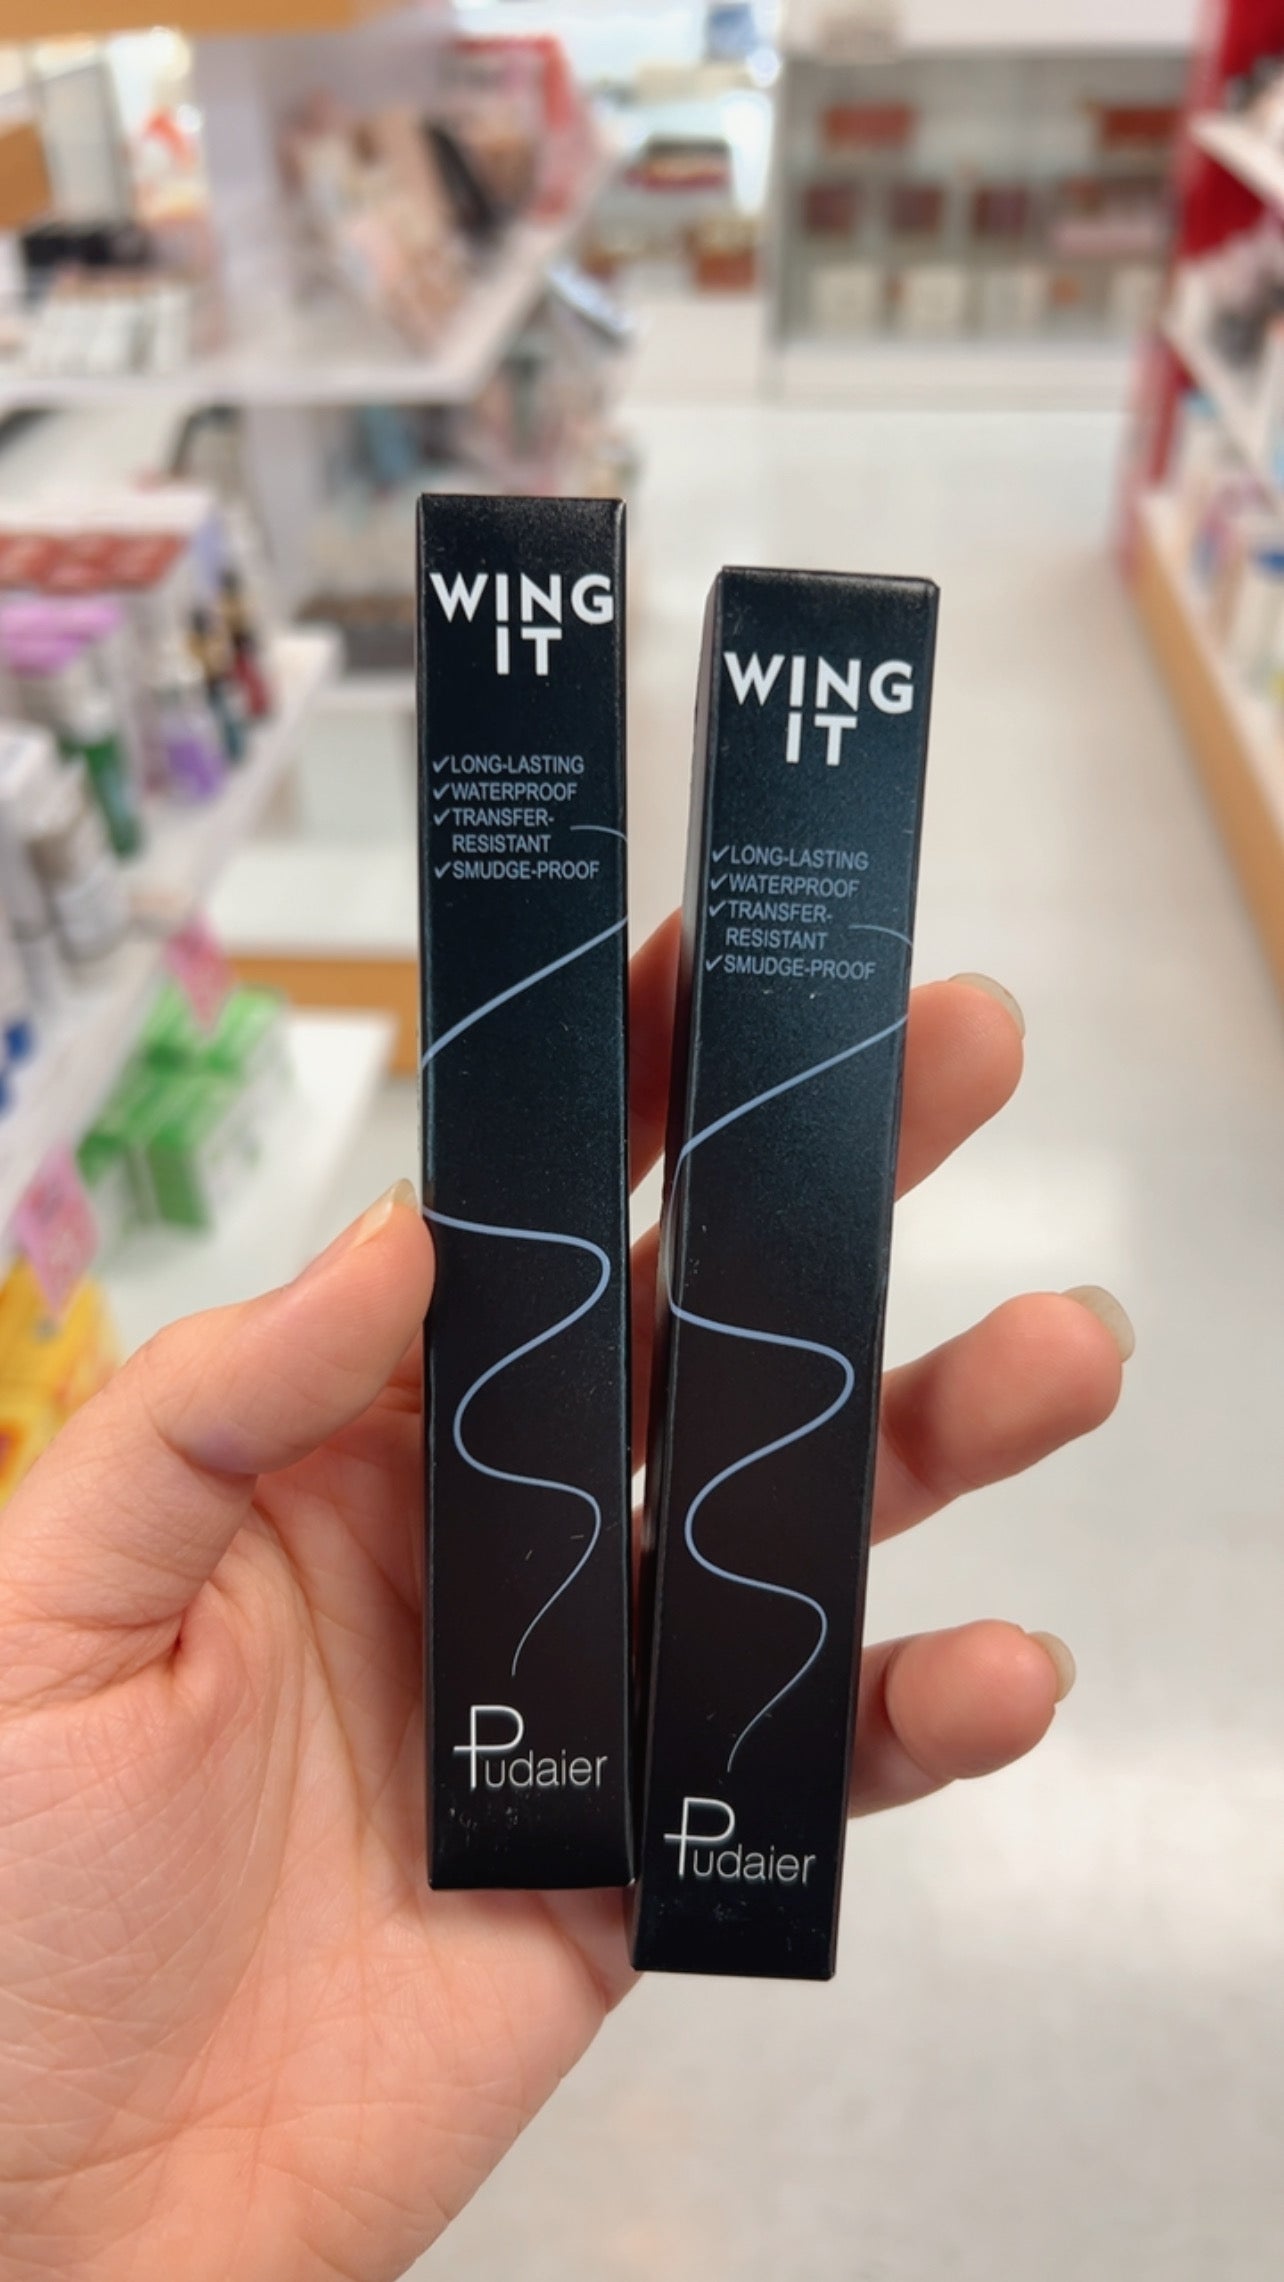 WING
IT
✓LONG-LASTING
✓WATERPROOF
✓TRANSFER-
RESISTANT
✓SMUDGE-PROOF
Pudaier
WING
IT
✓LONG-LASTING
✓WATERPROOF
✓TRANSFER-
RESISTANT
✓SMUDGE-PROOF
Pudaier